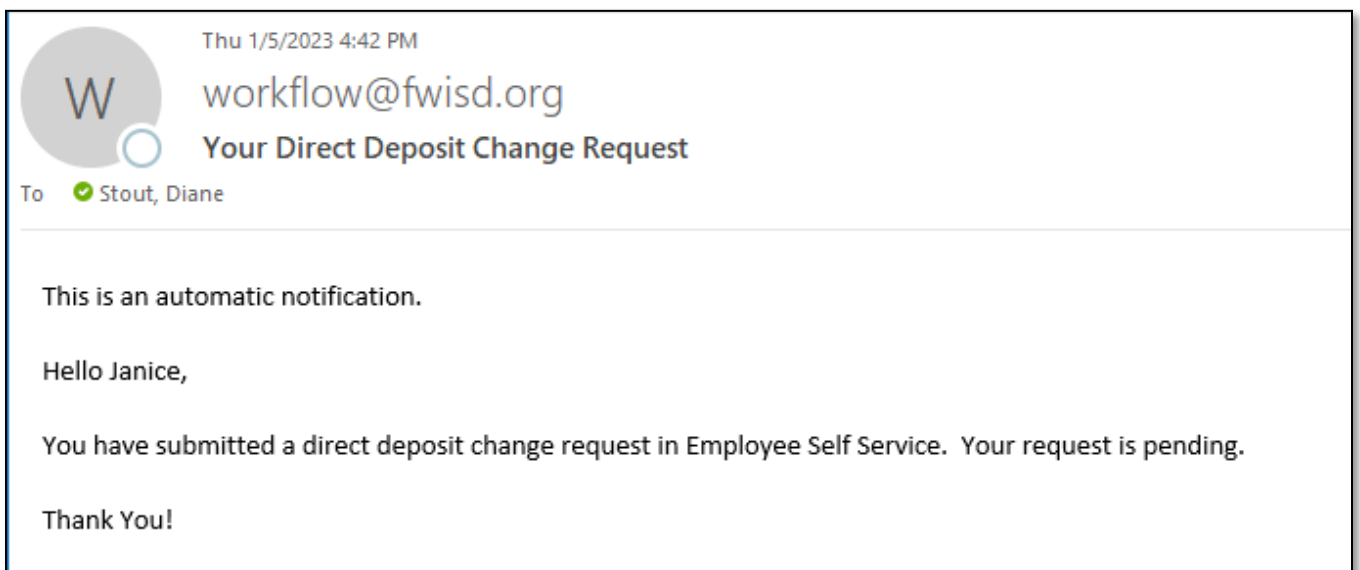 Thu 1/5/2023 4:42 PM
W
workflow@fwisd.org
Your Direct Deposit Change Request
To Stout, Diane
This is an automatic notification.
Hello Janice,
You have submitted a direct deposit change request in Employee Self Service.  Your request is pending.
Thank You!